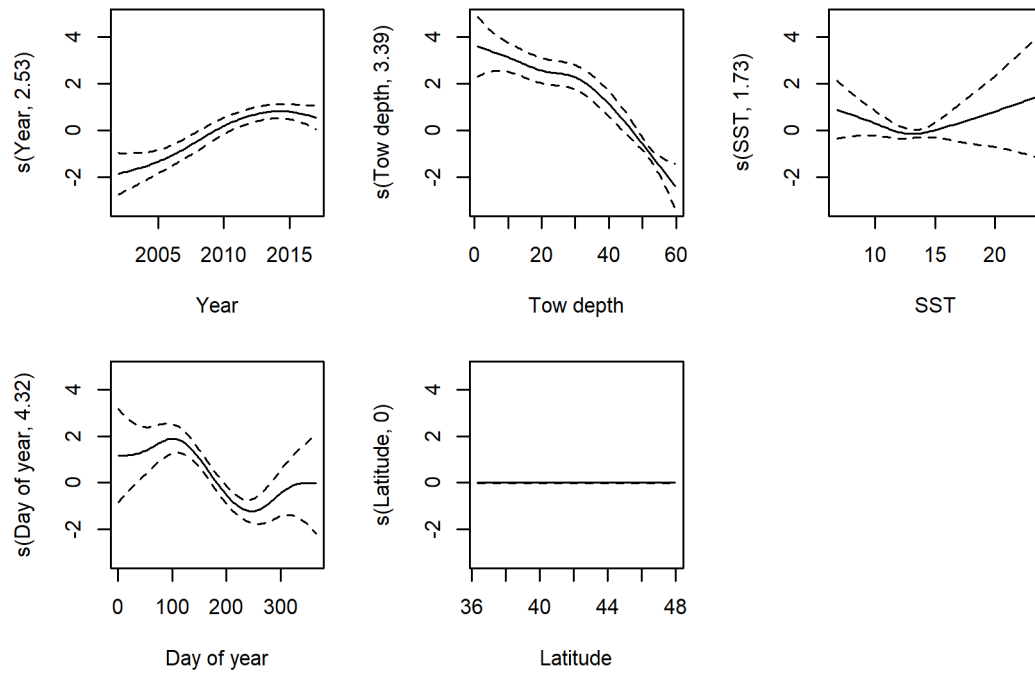 s(Year, 2.53)
4
2
0
-2
2005 2010 2015
Year
s(Tow depth, 3.39)
4
2
0
-2
0 20 40 60
Tow depth
s(SST, 1.73)
4
2
0
-2
10 15 20
SST
s(Day of year, 4.32)
4
2
0
-2
0 100 200 300
Day of year
s(Latitude, 0)
4
2
0
-2
36 40 44 48
Latitude